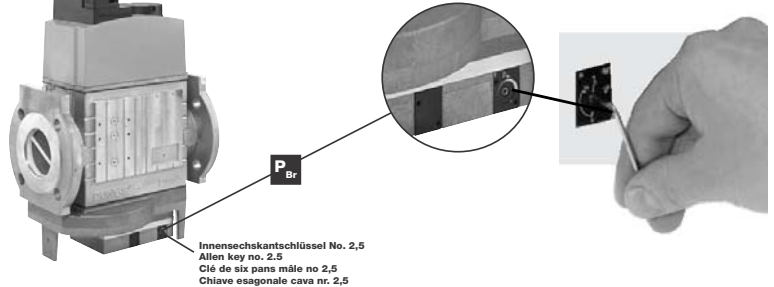 P Br
Innensechskantschlüssel No. 2,5
Allen key no. 2.5
Clé de six pans mâle no 2,5
Chiave esagonale cava nr. 2,5